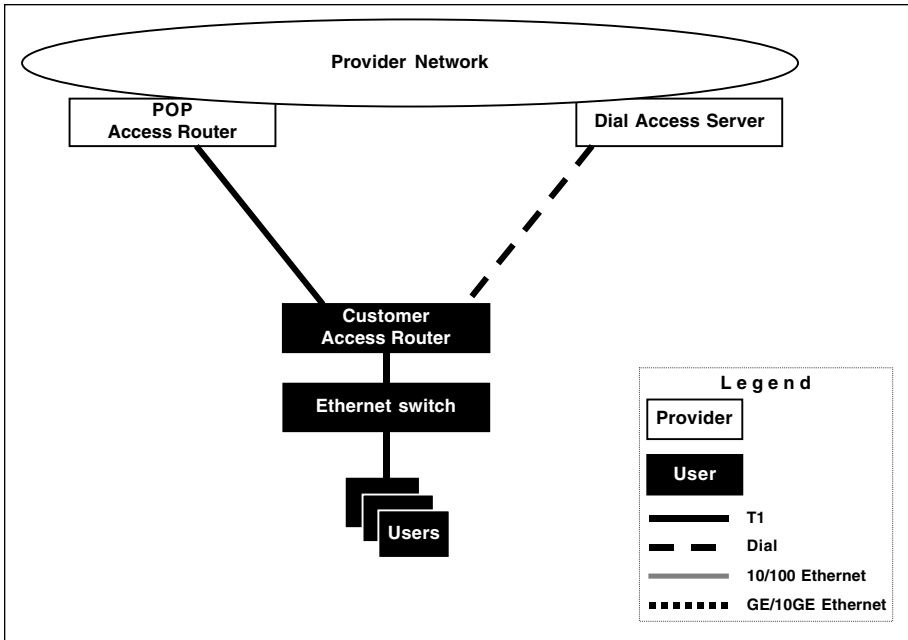 Provider Network
POP
Access Router
Dial Access Server
Customer
Access Router
Ethernet switch
Users
Legend
Provider
User
T1
Dial
10/100 Ethernet
GE/10GE Ethernet